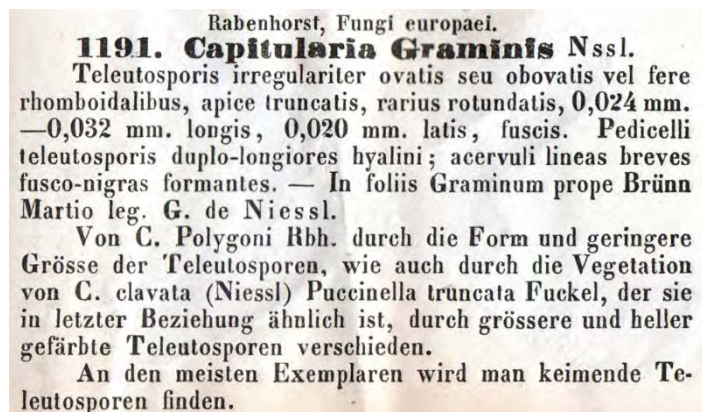 Rabenhorst, Fungi europaei.
1191. Capitularia Graminis Nssl.
Teleutosporis irregulariter ovatis seu obovatis vel fere
rhomboidalibus, apice truncatis, rarius rotundatis, 0,024 mm.
—0,032 mm. longis, 0,020 mm. latis, fuscis. Pedicelli
teleutosporis duplo-longiores hyalini; acervuli lineas breves
fusco-nigras formantes. — In foliis Graminum prope Brünn
Martio leg. G. de Niessl.
Von C. Polygoni Rbh. durch die Form und geringere
Grösse der Teleutosporen, wie auch durch die Vegetation
von C. clavata (Niessl) Puccinella truncata Fuckel, der sie
in letzter Beziehung ähnlich ist, durch grössere und heller
gefärbte Teleutosporen verschieden.
An den meisten Exemplaren wird man keimende Te-
leutosporen finden.